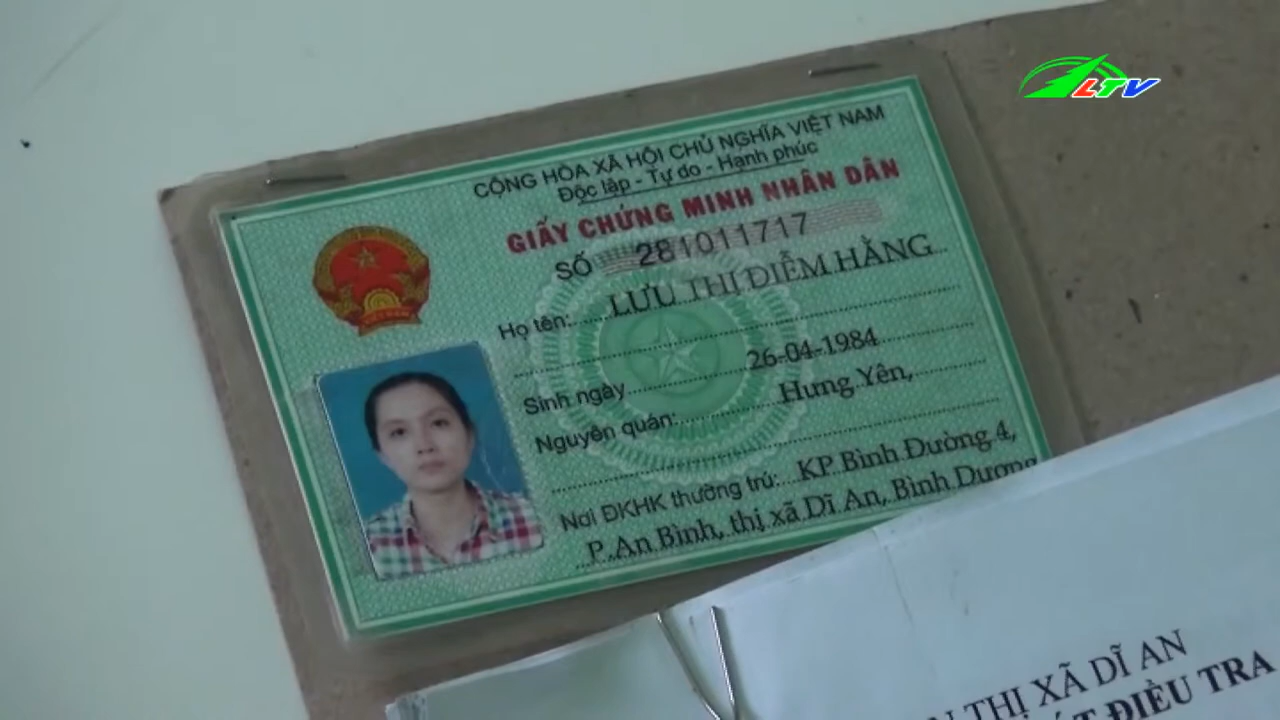 LTV
CỘNG HÒA XÃ HỘI CHỦ NGHĨA VIỆT NAM
Độc lập - Tự do - Hạnh phúc
GIẤY CHỨNG MINH NHÂN DÂN
SỐ 281011717
Họ tên: LƯU THỊ DIỄM HẰNG
Sinh ngày 26-04-1984
Nguyên quán: Hưng Yên,
Nơi ĐKHK thường trú: KP Bình Đường 4,
P. An Bình, thị xã Dĩ An, Bình Dương
VIỆT NAM
THỊ XÃ DĨ AN
ĐIỀU TRA